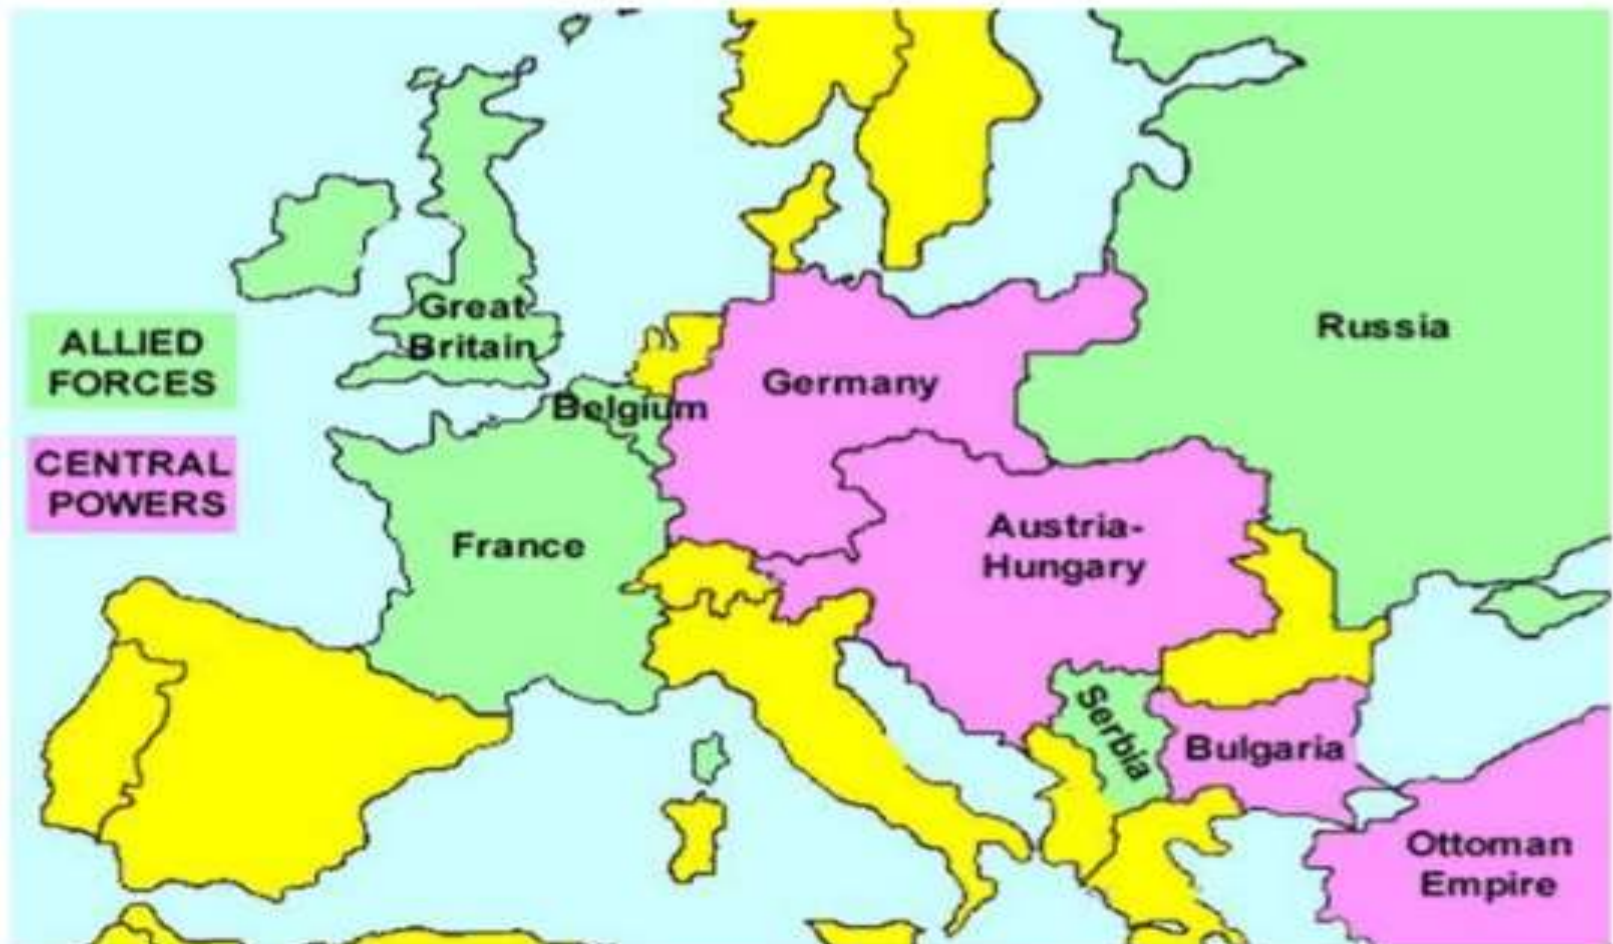 Great
Britain
ALLIED
FORCES
Russia
Germany
Belgium
CENTRAL
POWERS
France
Austria-
Hungary
Serbia
Bulgaria
Ottoman
Empire